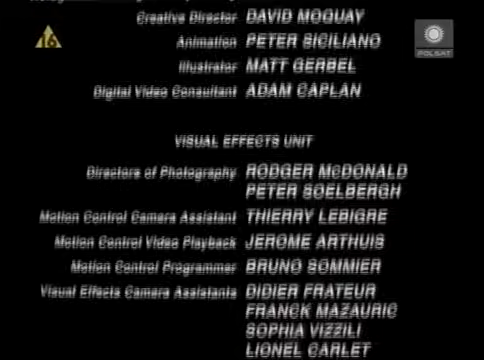 Creative Director DAVID MOQUAY
Animation PETER SICILIANO
Illustrator MATT GERBEL
Digital Video Consultant ADAM CAPLAN
VISUAL EFFECTS UNIT
Directors of Photography RODGER McDONALD
PETER SOELBERGH
Motion Control Camera Assistant THIERRY LEBIGRE
Motion Control Video Playback JEROME ARTHUIS
Motion Control Programmer BRUNO SOMMIER
Visual Effects Camera Assistants DIDIER FRATEUR
FRANCK MAZAURIC
SOPHIA VIZZILI
LIONEL CARLET
16
POLSAT